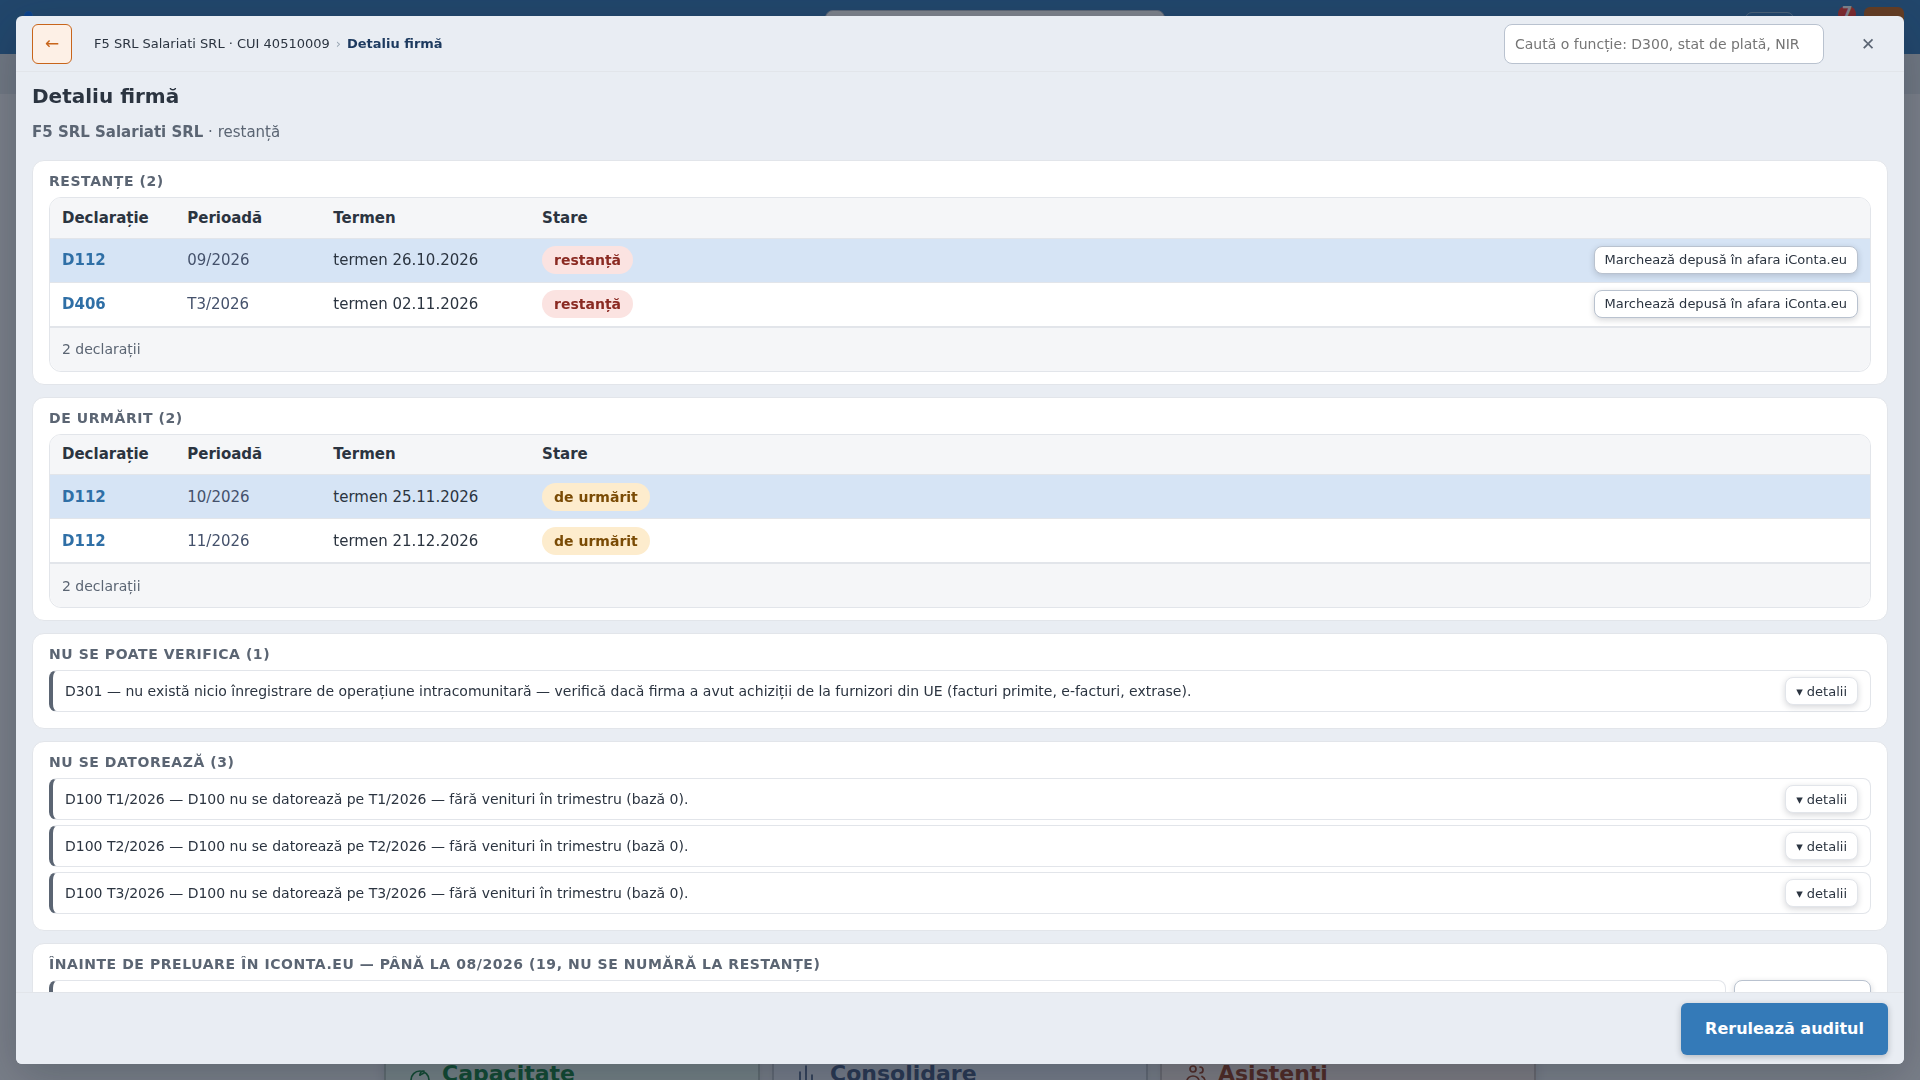 7
← F5 SRL Salariati SRL · CUI 40510009 › Detaliu firmă Caută o funcție: D300, stat de plată, NIR ✕
Detaliu firmă
F5 SRL Salariati SRL · restanță
RESTANȚE (2)
Declarație Perioadă Termen Stare
D112 09/2026 termen 26.10.2026 restanță Marchează depusă în afara iConta.eu
D406 T3/2026 termen 02.11.2026 restanță Marchează depusă în afara iConta.eu
2 declarații
DE URMĂRIT (2)
Declarație Perioadă Termen Stare
D112 10/2026 termen 25.11.2026 de urmărit
D112 11/2026 termen 21.12.2026 de urmărit
2 declarații
NU SE POATE VERIFICA (1)
D301 — nu există nicio înregistrare de operațiune intracomunitară — verifică dacă firma a avut achiziții de la furnizori din UE (facturi primite, e-facturi, extrase). ▾ detalii
NU SE DATOREAZĂ (3)
D100 T1/2026 — D100 nu se datorează pe T1/2026 — fără venituri în trimestru (bază 0). ▾ detalii
D100 T2/2026 — D100 nu se datorează pe T2/2026 — fără venituri în trimestru (bază 0). ▾ detalii
D100 T3/2026 — D100 nu se datorează pe T3/2026 — fără venituri în trimestru (bază 0). ▾ detalii
ÎNAINTE DE PRELUARE ÎN ICONTA.EU — PÂNĂ LA 08/2026 (19, NU SE NUMĂRĂ LA RESTANȚE)
Rerulează auditul
Capacitate Consolidare Asistenți